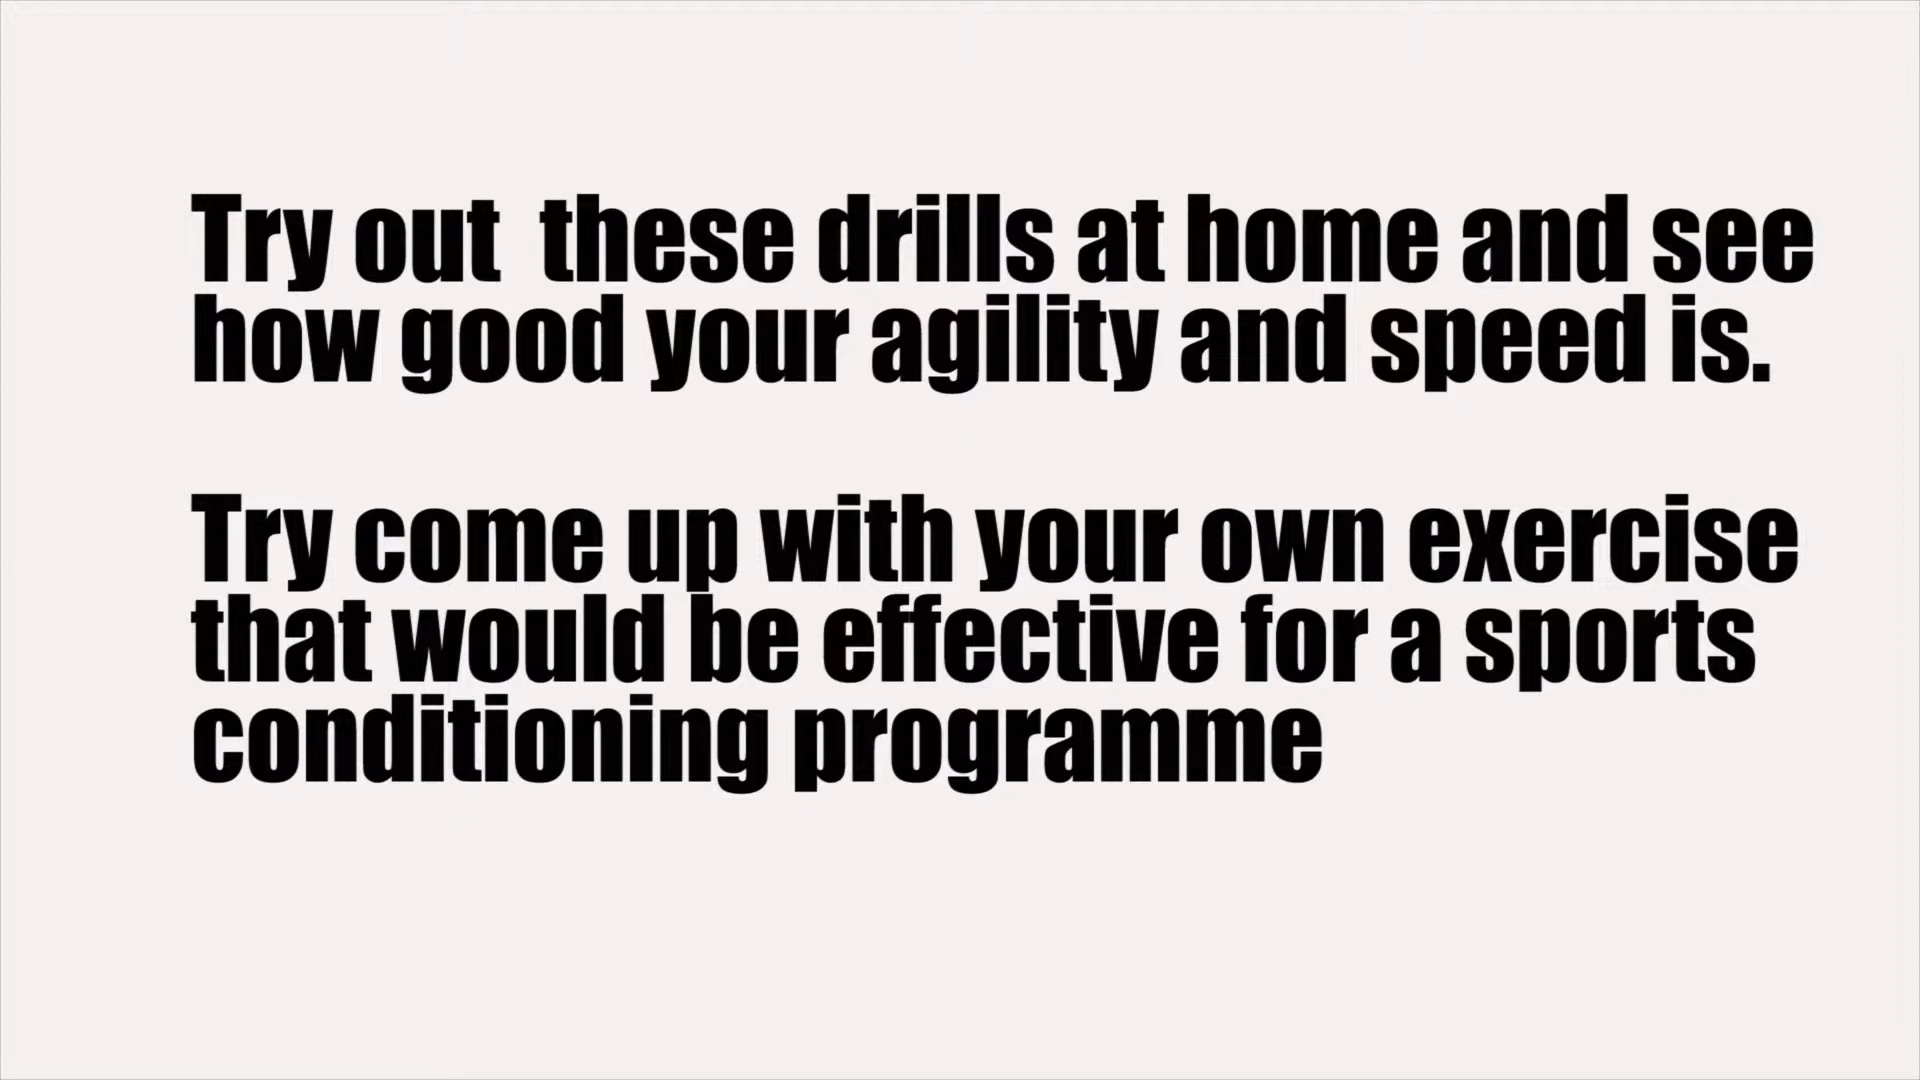 Try out  these drills at home and see
how good your agility and speed is.
Try come up with your own exercise
that would be effective for a sports
conditioning programme